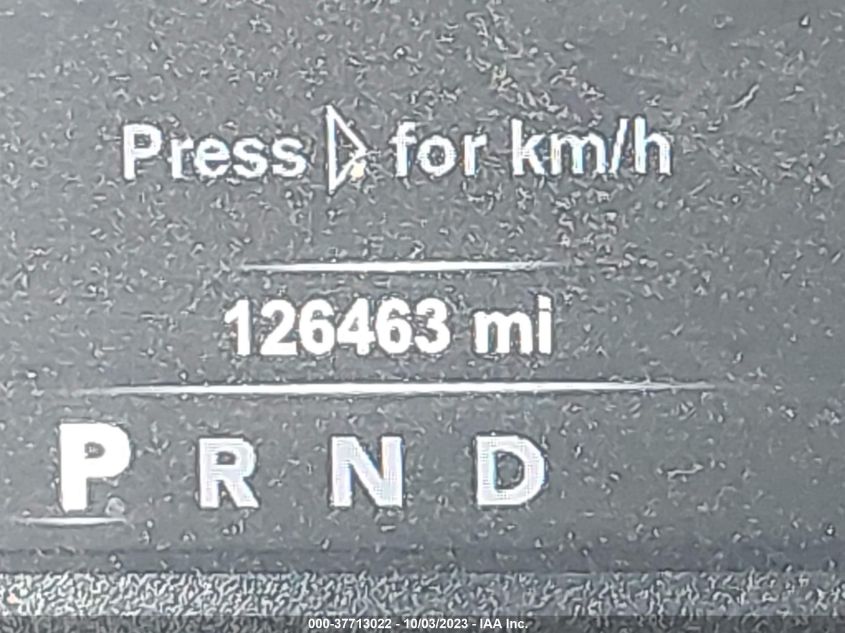 Press ▷ for km/h
126463 mi
P R N D
000-37713022 - 10/03/2023 - IAA Inc.